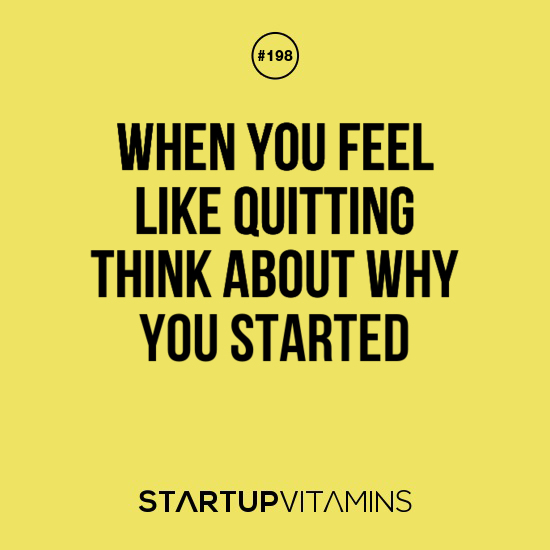 #198
WHEN YOU FEEL
LIKE QUITTING
THINK ABOUT WHY
YOU STARTED
STARTUPVITAMINS